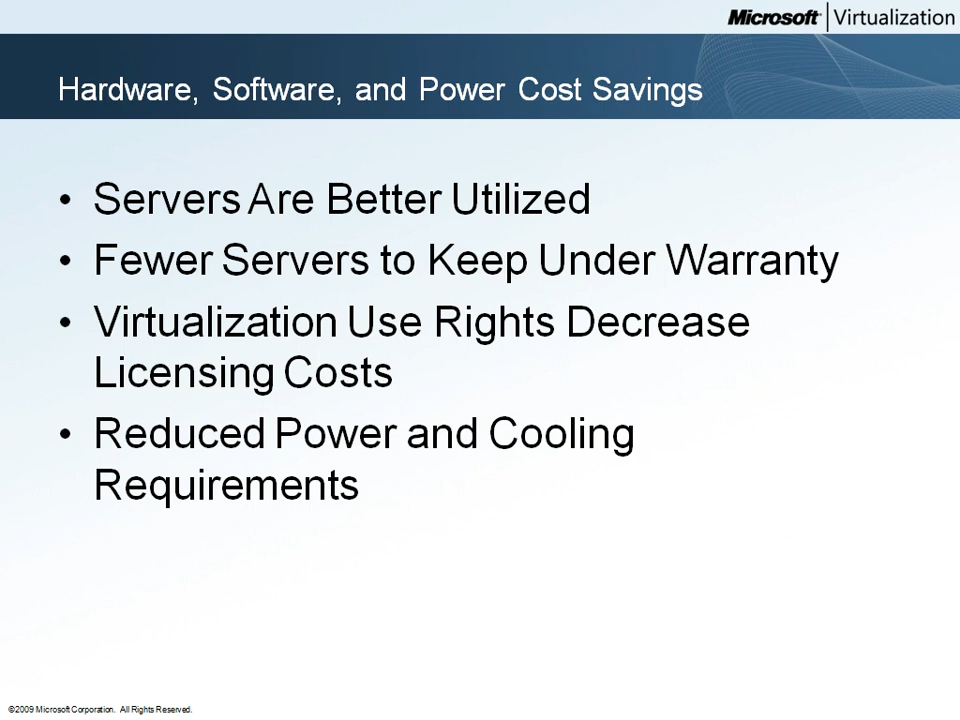 Microsoft | Virtualization
Hardware, Software, and Power Cost Savings
• Servers Are Better Utilized
• Fewer Servers to Keep Under Warranty
• Virtualization Use Rights Decrease
Licensing Costs
• Reduced Power and Cooling
Requirements
©2009 Microsoft Corporation. All Rights Reserved.